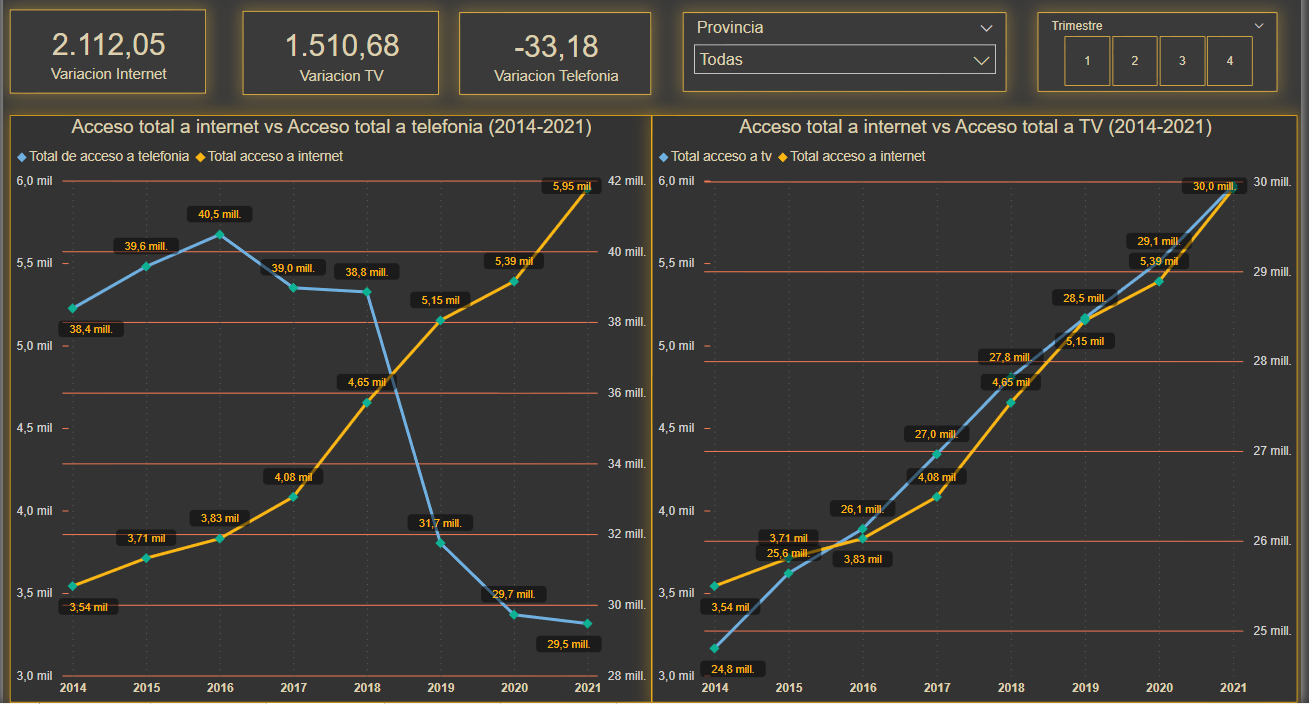 2.112,05
Variacion Internet
1.510,68
Variacion TV
-33,18
Variacion Telefonia
Provincia
Todas
Trimestre
1 2 3 4
Acceso total a internet vs Acceso total a telefonia (2014-2021)
Total de acceso a telefonia Total acceso a internet
6,0 mil
5,5 mil
5,0 mil
4,5 mil
4,0 mil
3,5 mil
3,0 mil
42 mill.
40 mill.
38 mill.
36 mill.
34 mill.
32 mill.
30 mill.
28 mill.
38,4 mill.
39,6 mill.
40,5 mill.
39,0 mill.
38,8 mill.
31,7 mill.
29,7 mill.
29,5 mill.
3,54 mil
3,71 mil
3,83 mil
4,08 mil
4,65 mil
5,15 mil
5,39 mil
5,95 mil
2014 2015 2016 2017 2018 2019 2020 2021
Acceso total a internet vs Acceso total a TV (2014-2021)
Total acceso a tv Total acceso a internet
6,0 mil
5,5 mil
5,0 mil
4,5 mil
4,0 mil
3,5 mil
3,0 mil
30 mill.
29 mill.
28 mill.
27 mill.
26 mill.
25 mill.
24,8 mill.
25,6 mill.
26,1 mill.
27,0 mill.
27,8 mill.
28,5 mill.
29,1 mill.
30,0 mill.
3,54 mil
3,71 mil
3,83 mil
4,08 mil
4,65 mil
5,15 mil
5,39 mil
2014 2015 2016 2017 2018 2019 2020 2021